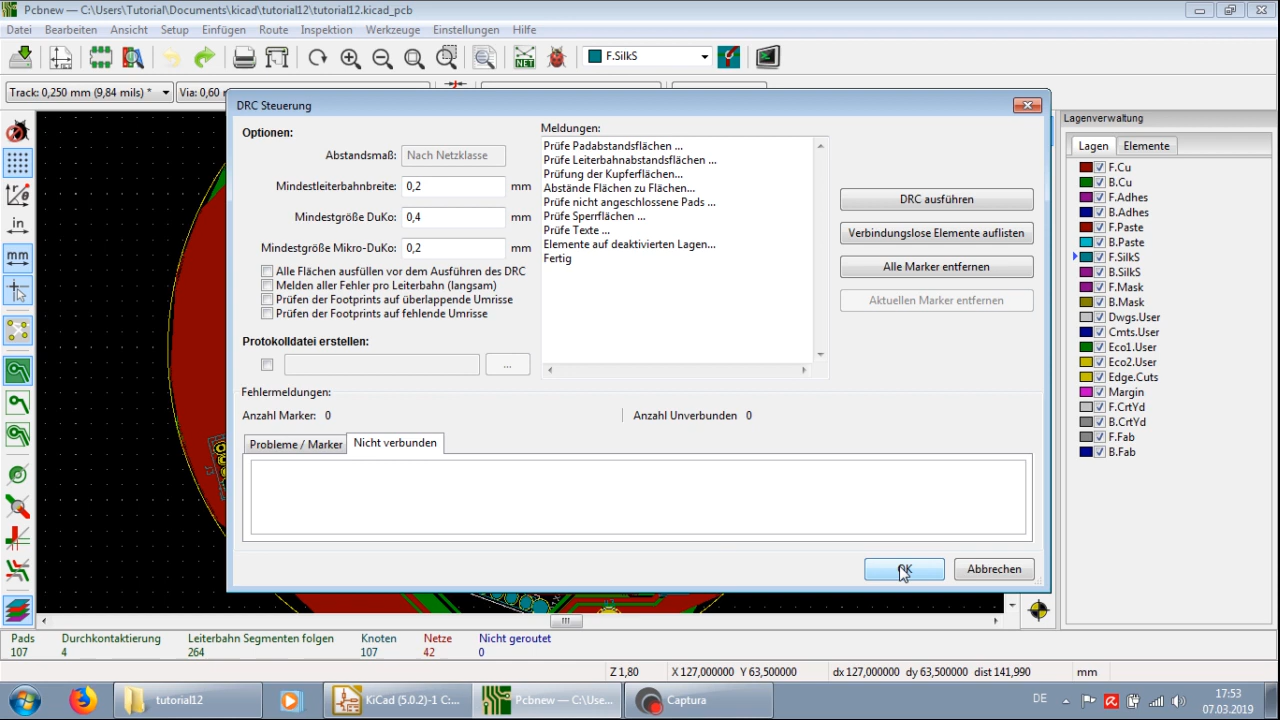 Pcbnew — C:\Users\Tutorial\Documents\kicad\tutorial12\tutorial12.kicad_pcb
Datei Bearbeiten Ansicht Setup Einfügen Route Inspektion Werkzeuge Einstellungen Hilfe
NET F.SilkS
Track: 0,250 mm (9,84 mils) * Via: 0,60
DRC Steuerung
Optionen:
Abstandsmaß: Nach Netzklasse
Mindestleiterbahnbreite: 0,2 mm
Mindestgröße DuKo: 0,4 mm
Mindestgröße Mikro-DuKo: 0,2 mm
Alle Flächen ausfüllen vor dem Ausführen des DRC
Melden aller Fehler pro Leiterbahn (langsam)
Prüfen der Footprints auf überlappende Umrisse
Prüfen der Footprints auf fehlende Umrisse
Protokolldatei erstellen:
...
Meldungen:
Prüfe Padabstandsflächen ...
Prüfe Leiterbahnabstandsflächen ...
Prüfung der Kupferflächen...
Abstände Flächen zu Flächen...
Prüfe nicht angeschlossene Pads ...
Prüfe Sperrflächen ...
Prüfe Texte ...
Elemente auf deaktivierten Lagen...
Fertig
DRC ausführen
Verbindungslose Elemente auflisten
Alle Marker entfernen
Aktuellen Marker entfernen
Fehlermeldungen:
Anzahl Marker: 0 Anzahl Unverbunden 0
Probleme / Marker Nicht verbunden
OK Abbrechen
in
mm
Lagenverwaltung
Lagen Elemente
F.Cu
B.Cu
F.Adhes
B.Adhes
F.Paste
B.Paste
F.SilkS
B.SilkS
F.Mask
B.Mask
Dwgs.User
Cmts.User
Eco1.User
Eco2.User
Edge.Cuts
Margin
F.CrtYd
B.CrtYd
F.Fab
B.Fab
Pads Durchkontaktierung Leiterbahn Segmenten folgen Knoten Netze Nicht geroutet
107 4 264 107 42 0
Z 1,80 X 127,000000 Y 63,500000 dx 127,000000 dy 63,500000 dist 141,990 mm
tutorial12 KiCad (5.0.2)-1 C:... Pcbnew — C:\Use... Captura DE 17:53
07.03.2019